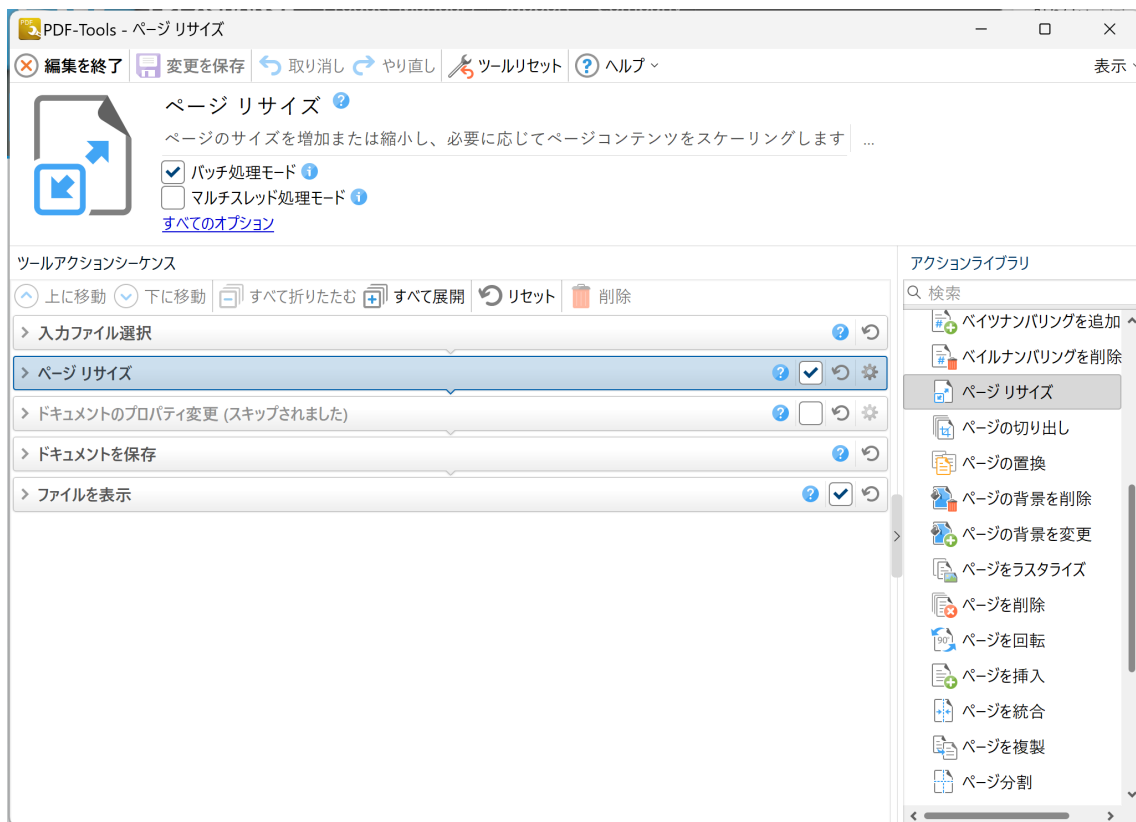 PDF-Tools - ページ リサイズ
編集を終了 変更を保存 取り消し やり直し ツールリセット ヘルプ 表示
ページ リサイズ
ページのサイズを増加または縮小し、必要に応じてページコンテンツをスケーリングします ...
バッチ処理モード
マルチスレッド処理モード
すべてのオプション
ツールアクションシーケンス
上に移動 下に移動 すべて折りたたむ すべて展開 リセット 削除
入力ファイル選択
ページ リサイズ
ドキュメントのプロパティ変更 (スキップされました)
ドキュメントを保存
ファイルを表示
アクションライブラリ
検索
ベイツナンバリングを追加
ベイルナンバリングを削除
ページ リサイズ
ページの切り出し
ページの置換
ページの背景を削除
ページの背景を変更
ページをラスタライズ
ページを削除
ページを回転
ページを挿入
ページを統合
ページを複製
ページ分割